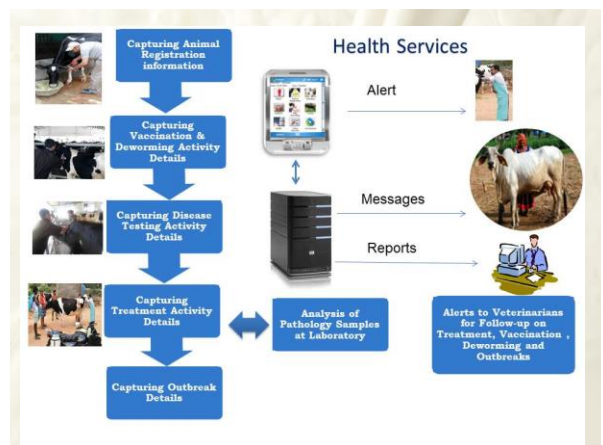 Health Services
Capturing Animal
Registration
information
Capturing
Vaccination &
Deworming Activity
Details
Capturing Disease
Testing Activity
Details
Capturing
Treatment Activity
Details
Capturing Outbreak
Details
Analysis of
Pathology Samples
at Laboratory
Alert
Messages
Reports
Alerts to Veterinarians
for Follow-up on
Treatment, Vaccination ,
Deworming and
Outbreaks